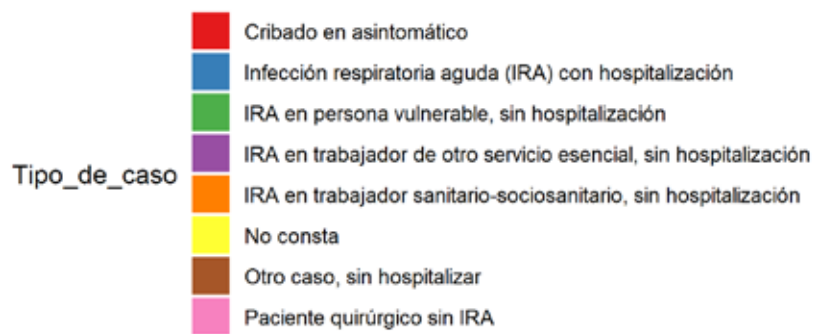 Cribado en asintomático
Infección respiratoria aguda (IRA) con hospitalización
IRA en persona vulnerable, sin hospitalización
IRA en trabajador de otro servicio esencial, sin hospitalización
Tipo_de_caso
IRA en trabajador sanitario-sociosanitario, sin hospitalización
No consta
Otro caso, sin hospitalizar
Paciente quirúrgico sin IRA